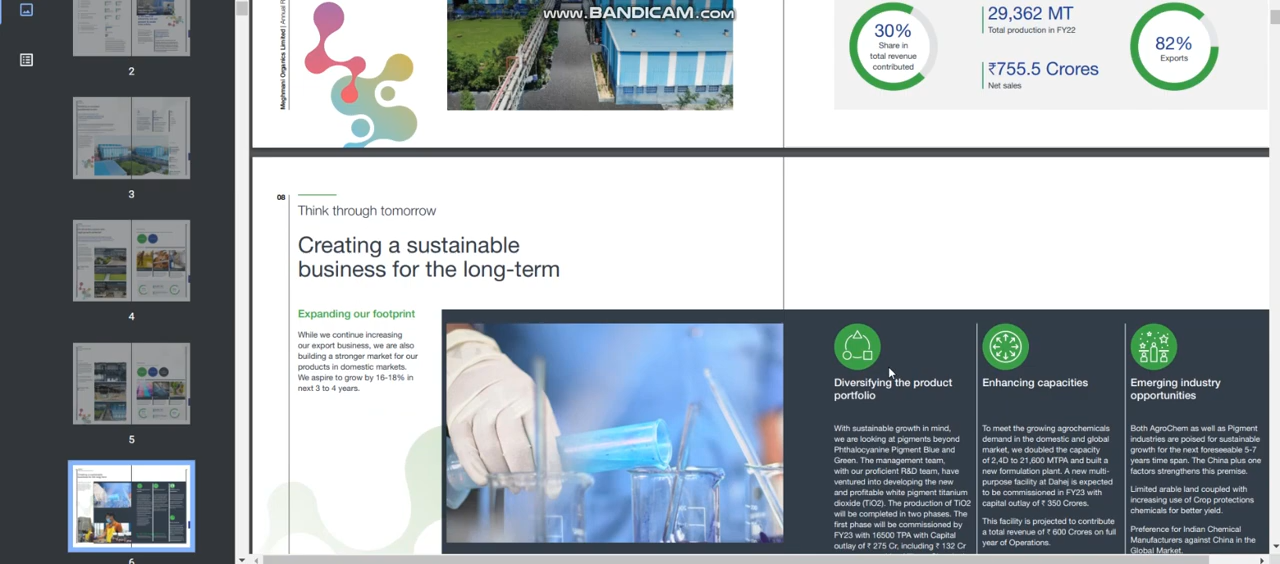 www.BANDICAM.com
2
3
4
5
6
Meghmani Organics Limited | Annual
30%
Share in
total revenue
contributed
29,362 MT
Total production in FY22
₹755.5 Crores
Net sales
82%
Exports
08
Think through tomorrow
Creating a sustainable
business for the long-term
Expanding our footprint
While we continue increasing
our export business, we are also
building a stronger market for our
products in domestic markets.
We aspire to grow by 16-18% in
next 3 to 4 years.
Diversifying the product
portfolio
With sustainable growth in mind,
we are looking at pigments beyond
Phthalocyanine Pigment Blue and
Green. The management team,
with our proficient R&D team, have
ventured into developing the new
and profitable white pigment titanium
dioxide (TiO2). The production of TiO2
will be completed in two phases. The
first phase will be commissioned by
FY23 with 16500 TPA with Capital
outlay of ₹ 275 Cr, including ₹ 132 Cr
Enhancing capacities
To meet the growing agrochemicals
demand in the domestic and global
market, we doubled the capacity
of 2,4D to 21,600 MTPA and built a
new formulation plant. A new multi-
purpose facility at Dahej is expected
to be commissioned in FY23 with
capital outlay of ₹ 350 Crores.
This facility is projected to contribute
a total revenue of ₹ 600 Crores on full
year of Operations.
Emerging industry
opportunities
Both AgroChem as well as Pigment
industries are poised for sustainable
growth for the next foreseeable 5-7
years time span. The China plus one
factors strengthens this premise.
Limited arable land coupled with
increasing use of Crop protections
chemicals for better yield.
Preference for Indian Chemical
Manufacturers against China in the
Global Market.